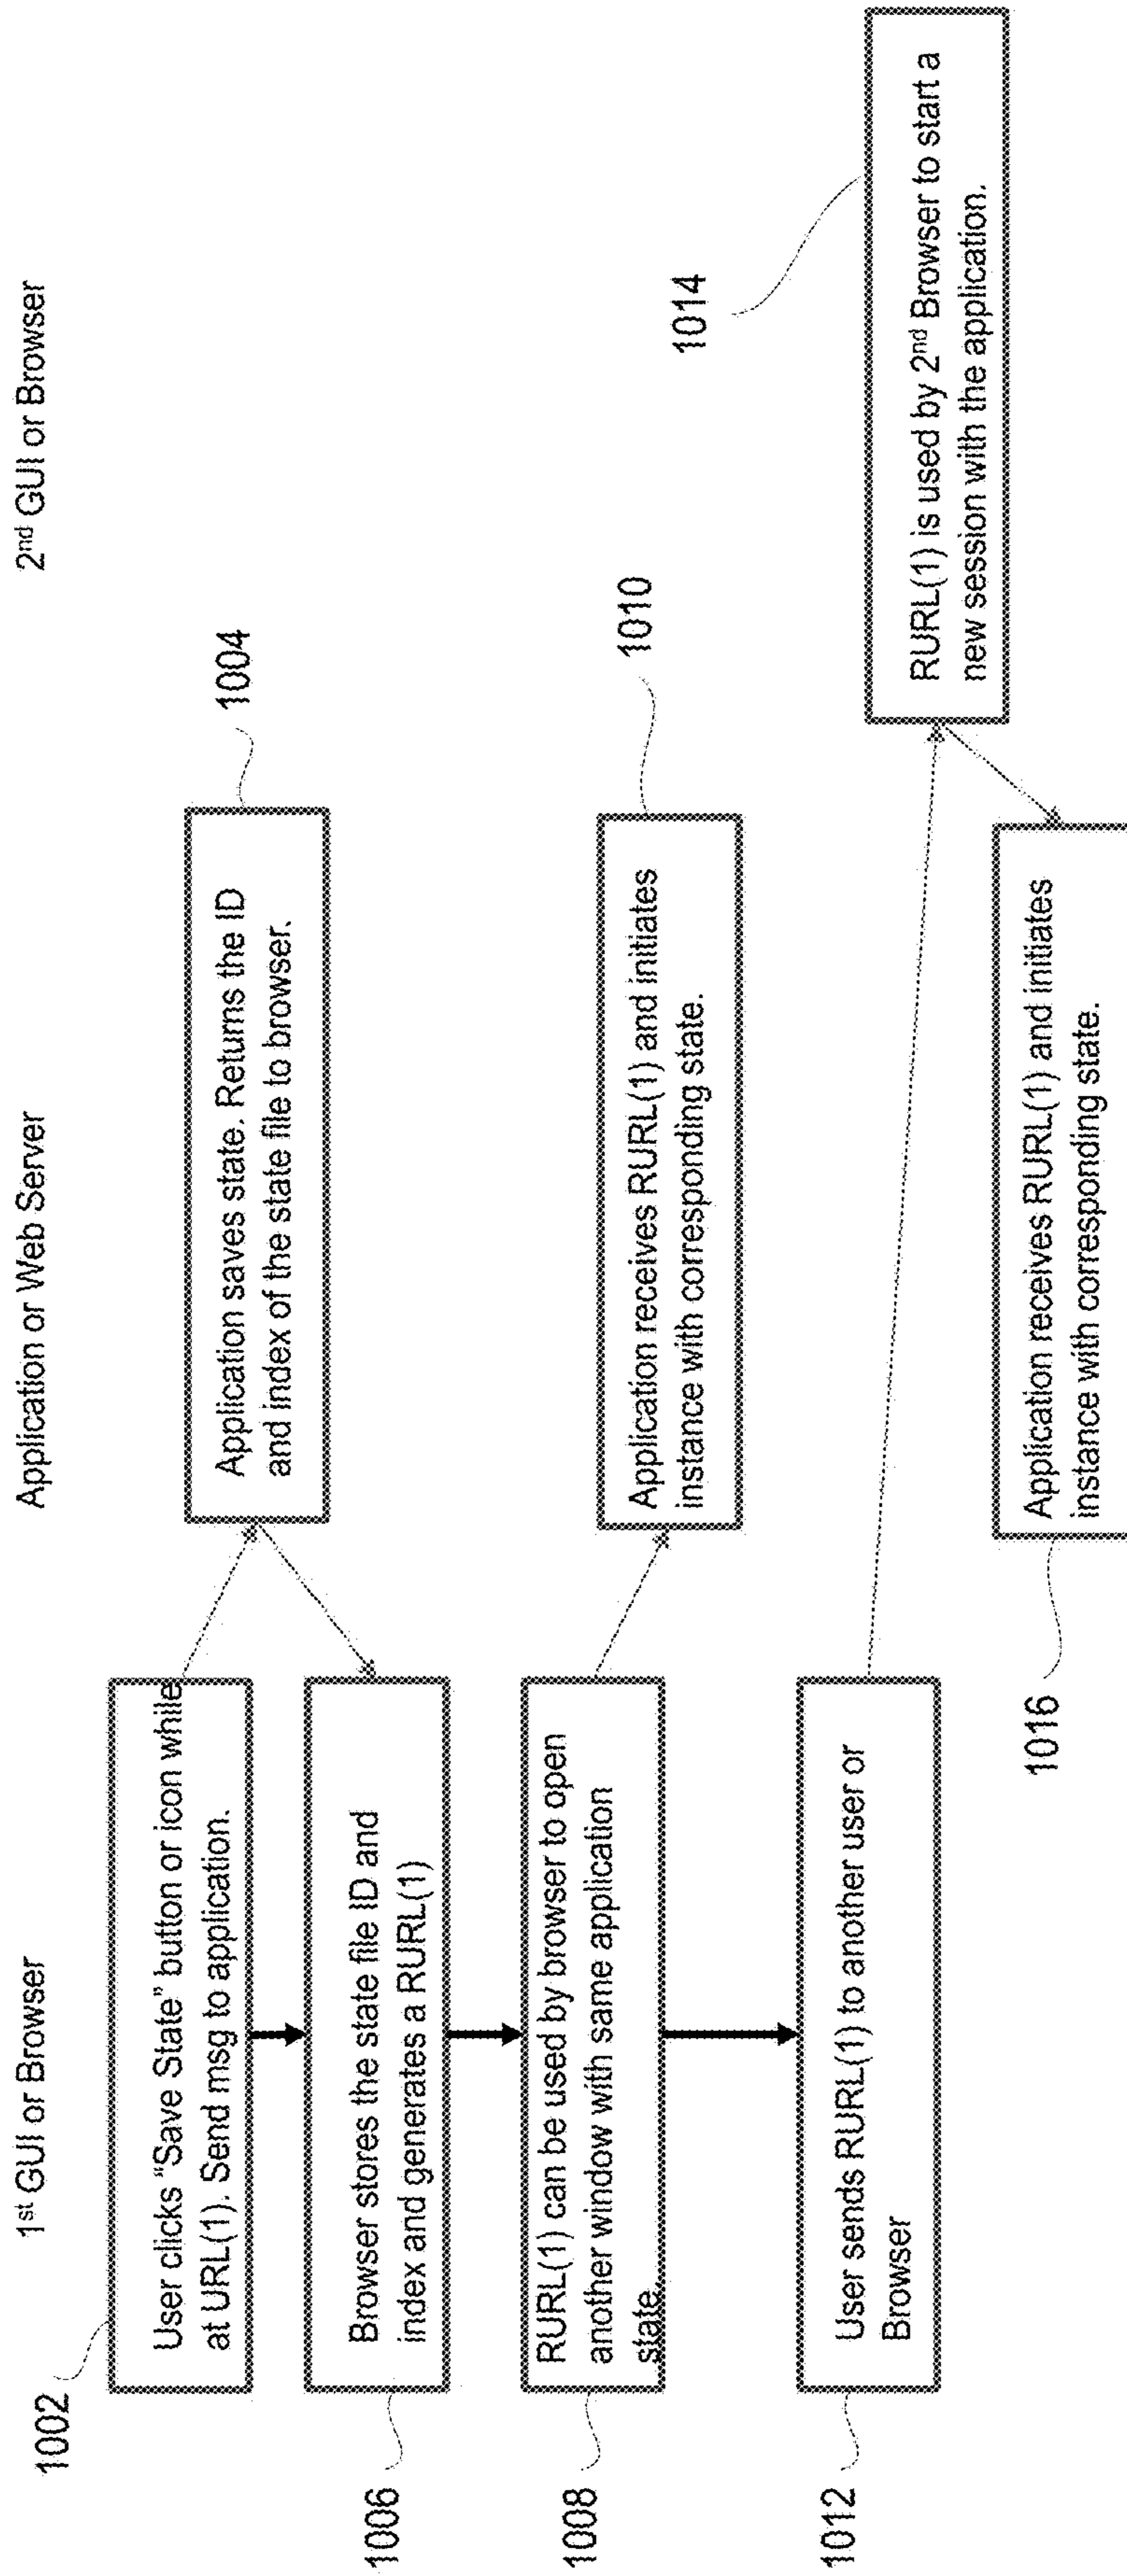 1st GUI or Browser
Application or Web Server
2nd GUI or Browser
1002
User clicks “Save State” button or icon while
at URL(1). Send msg to application.
1004
Application saves state. Returns the ID
and index of the state file to browser.
1006
Browser stores the state file ID and
index and generates a RURL(1)
1008
RURL(1) can be used by browser to open
another window with same application
state.
1010
Application receives RURL(1) and initiates
instance with corresponding state.
1012
User sends RURL(1) to another user or
Browser
1014
RURL(1) is used by 2nd Browser to start a
new session with the application.
1016
Application receives RURL(1) and initiates
instance with corresponding state.